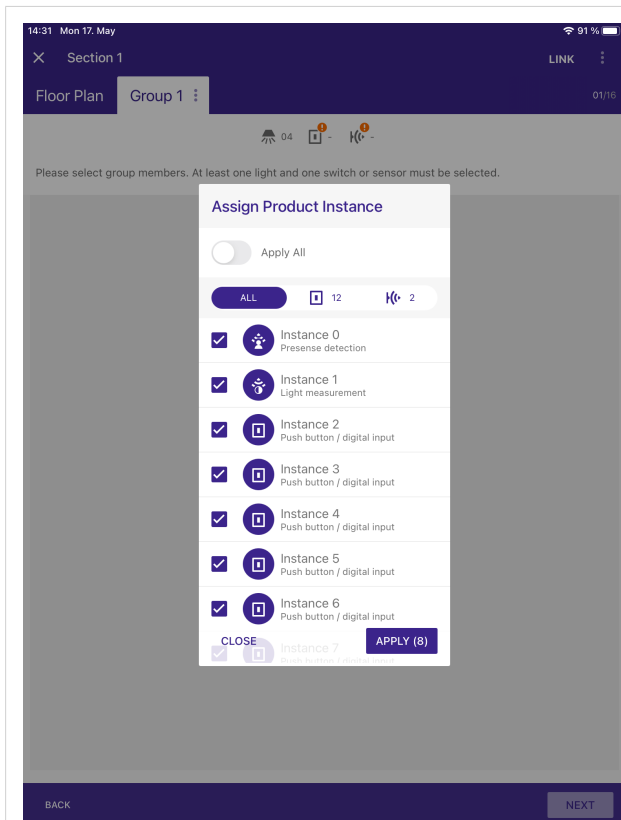 14:31 Mon 17. May 91 %
Section 1 LINK
Floor Plan Group 1 01/16
04 - -
Please select group members. At least one light and one switch or sensor must be selected.
Assign Product Instance
Apply All
ALL 12 2
Instance 0
Presense detection
Instance 1
Light measurement
Instance 2
Push button / digital input
Instance 3
Push button / digital input
Instance 4
Push button / digital input
Instance 5
Push button / digital input
Instance 6
Push button / digital input
CLOSE APPLY (8)
Instance 7
Push button / digital input
BACK NEXT